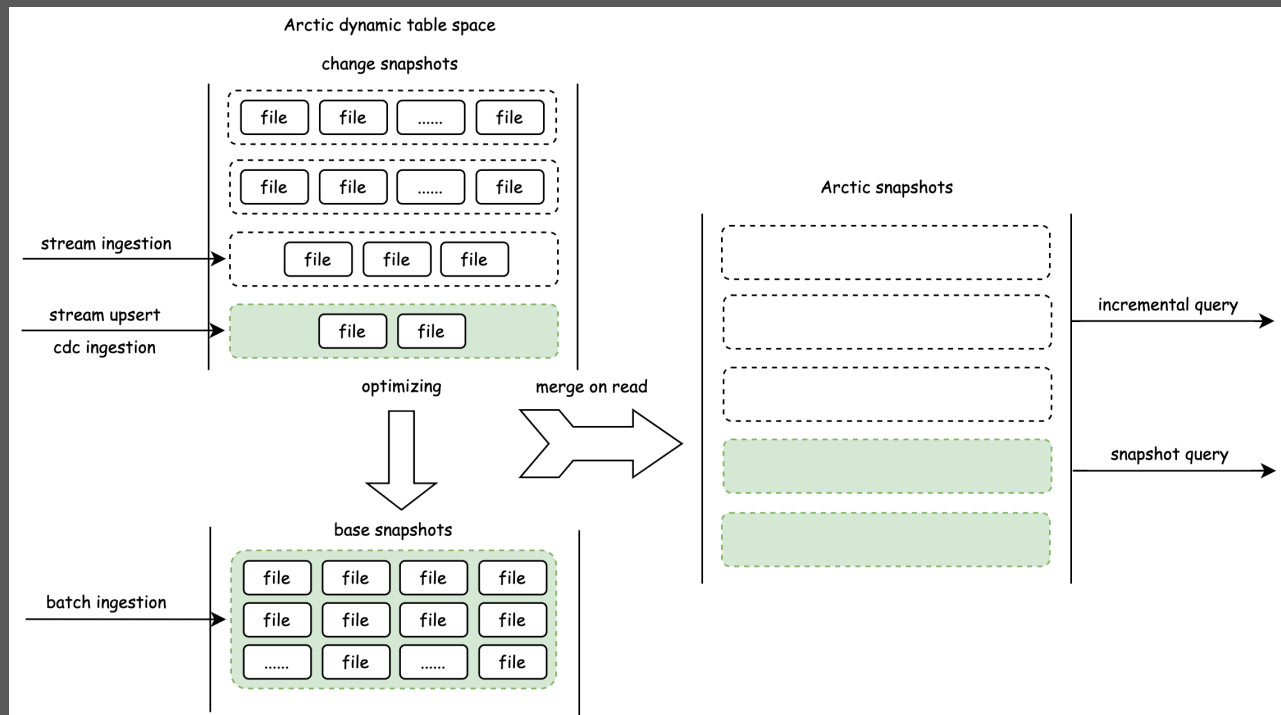 Arctic dynamic table space
change snapshots
file file ...... file
file file ...... file
Arctic snapshots
stream ingestion
file file file
stream upsert
file file
cdc ingestion
incremental query
optimizing
merge on read
snapshot query
base snapshots
file file file file
batch ingestion
file file file file
...... file ...... file